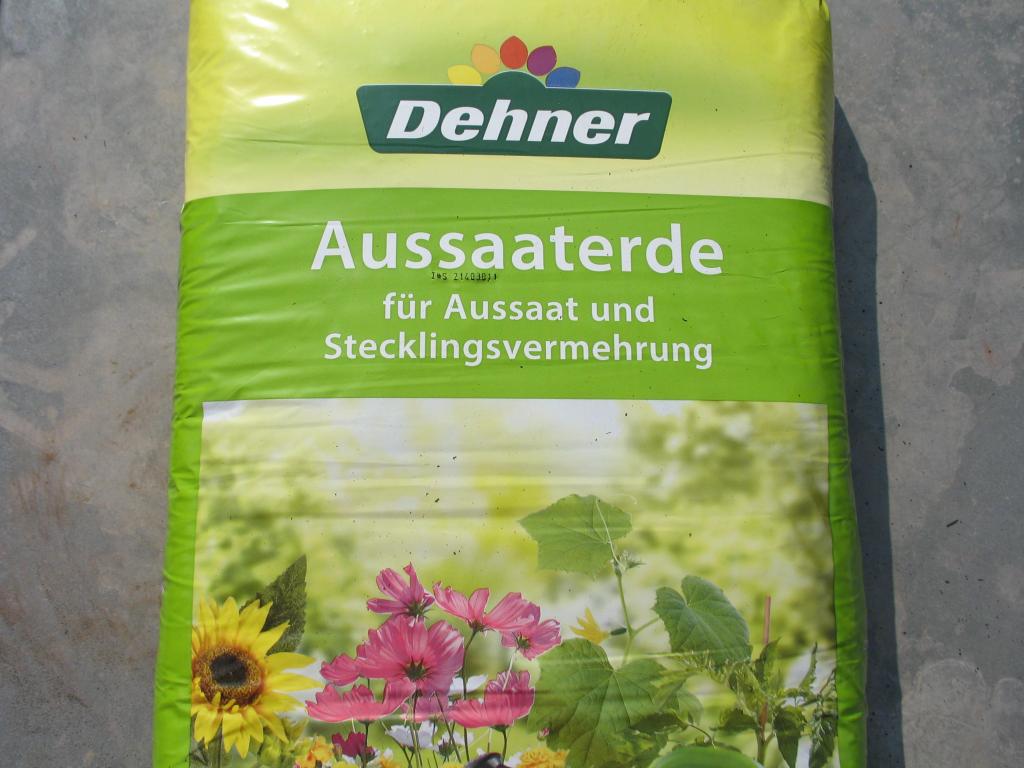 Dehner
Aussaaterde
für Aussaat und
Stecklingsvermehrung